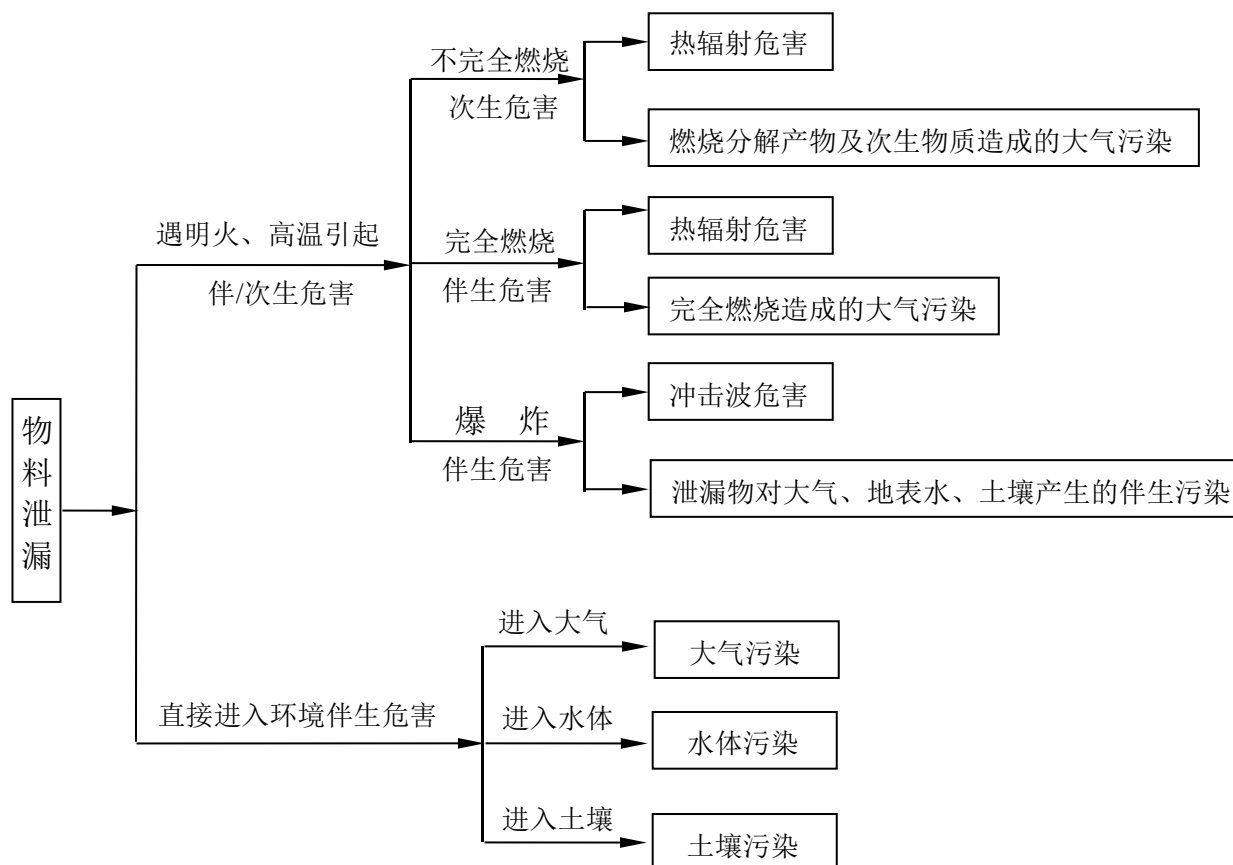 不完全燃烧
次生危害
热辐射危害
燃烧分解产物及次生物质造成的大气污染
遇明火、高温引起
伴/次生危害
完全燃烧
伴生危害
热辐射危害
完全燃烧造成的大气污染
爆 炸
伴生危害
冲击波危害
泄漏物对大气、地表水、土壤产生的伴生污染
物
料
泄
漏
直接进入环境伴生危害
进入大气
大气污染
进入水体
水体污染
进入土壤
土壤污染